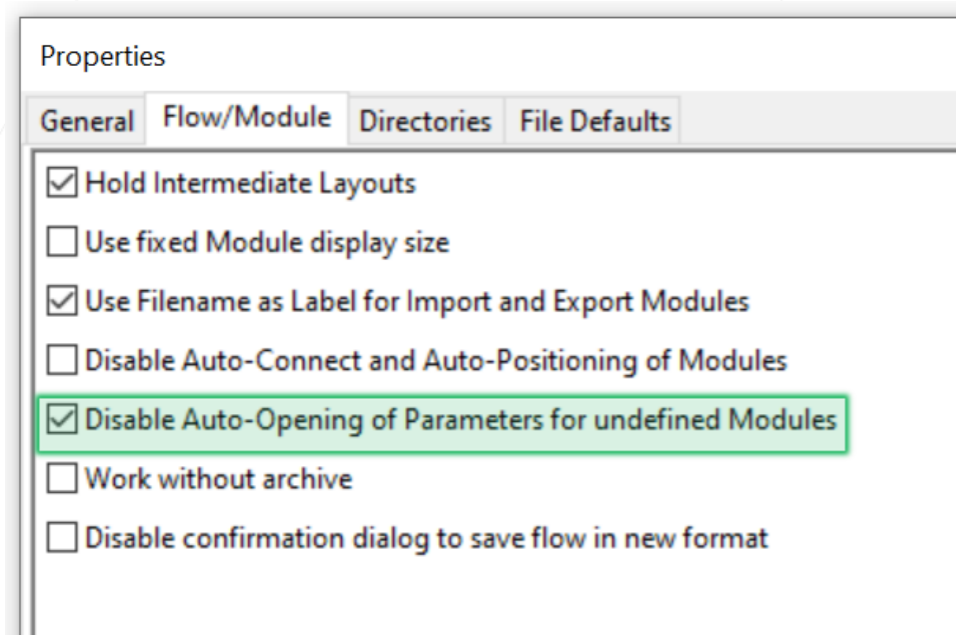 Properties
General Flow/Module Directories File Defaults
Hold Intermediate Layouts
Use fixed Module display size
Use Filename as Label for Import and Export Modules
Disable Auto-Connect and Auto-Positioning of Modules
Disable Auto-Opening of Parameters for undefined Modules
Work without archive
Disable confirmation dialog to save flow in new format